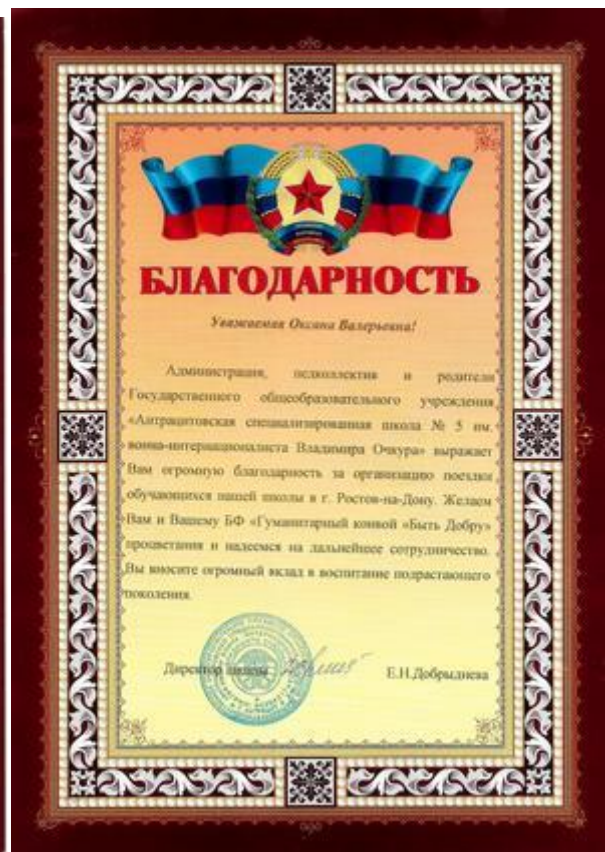 БЛАГОДАРНОСТЬ
Уважаемая Оксана Валерьевна!
Администрация, педколлектив и родители
Государственного общеобразовательного учреждения
«Антрацитовская специализированная школа № 5 им.
воина-интернационалиста Владимира Очкура» выражает
Вам огромную благодарность за организацию поездки
обучающихся нашей школы в г. Ростов-на-Дону. Желаем
Вам и Вашему БФ «Гуманитарный конвой «Быть Добру»
процветания и надеемся на дальнейшее сотрудничество.
Вы вносите огромный вклад в воспитание подрастающего
поколения.
Директор школы Е.Н.Добрыднева